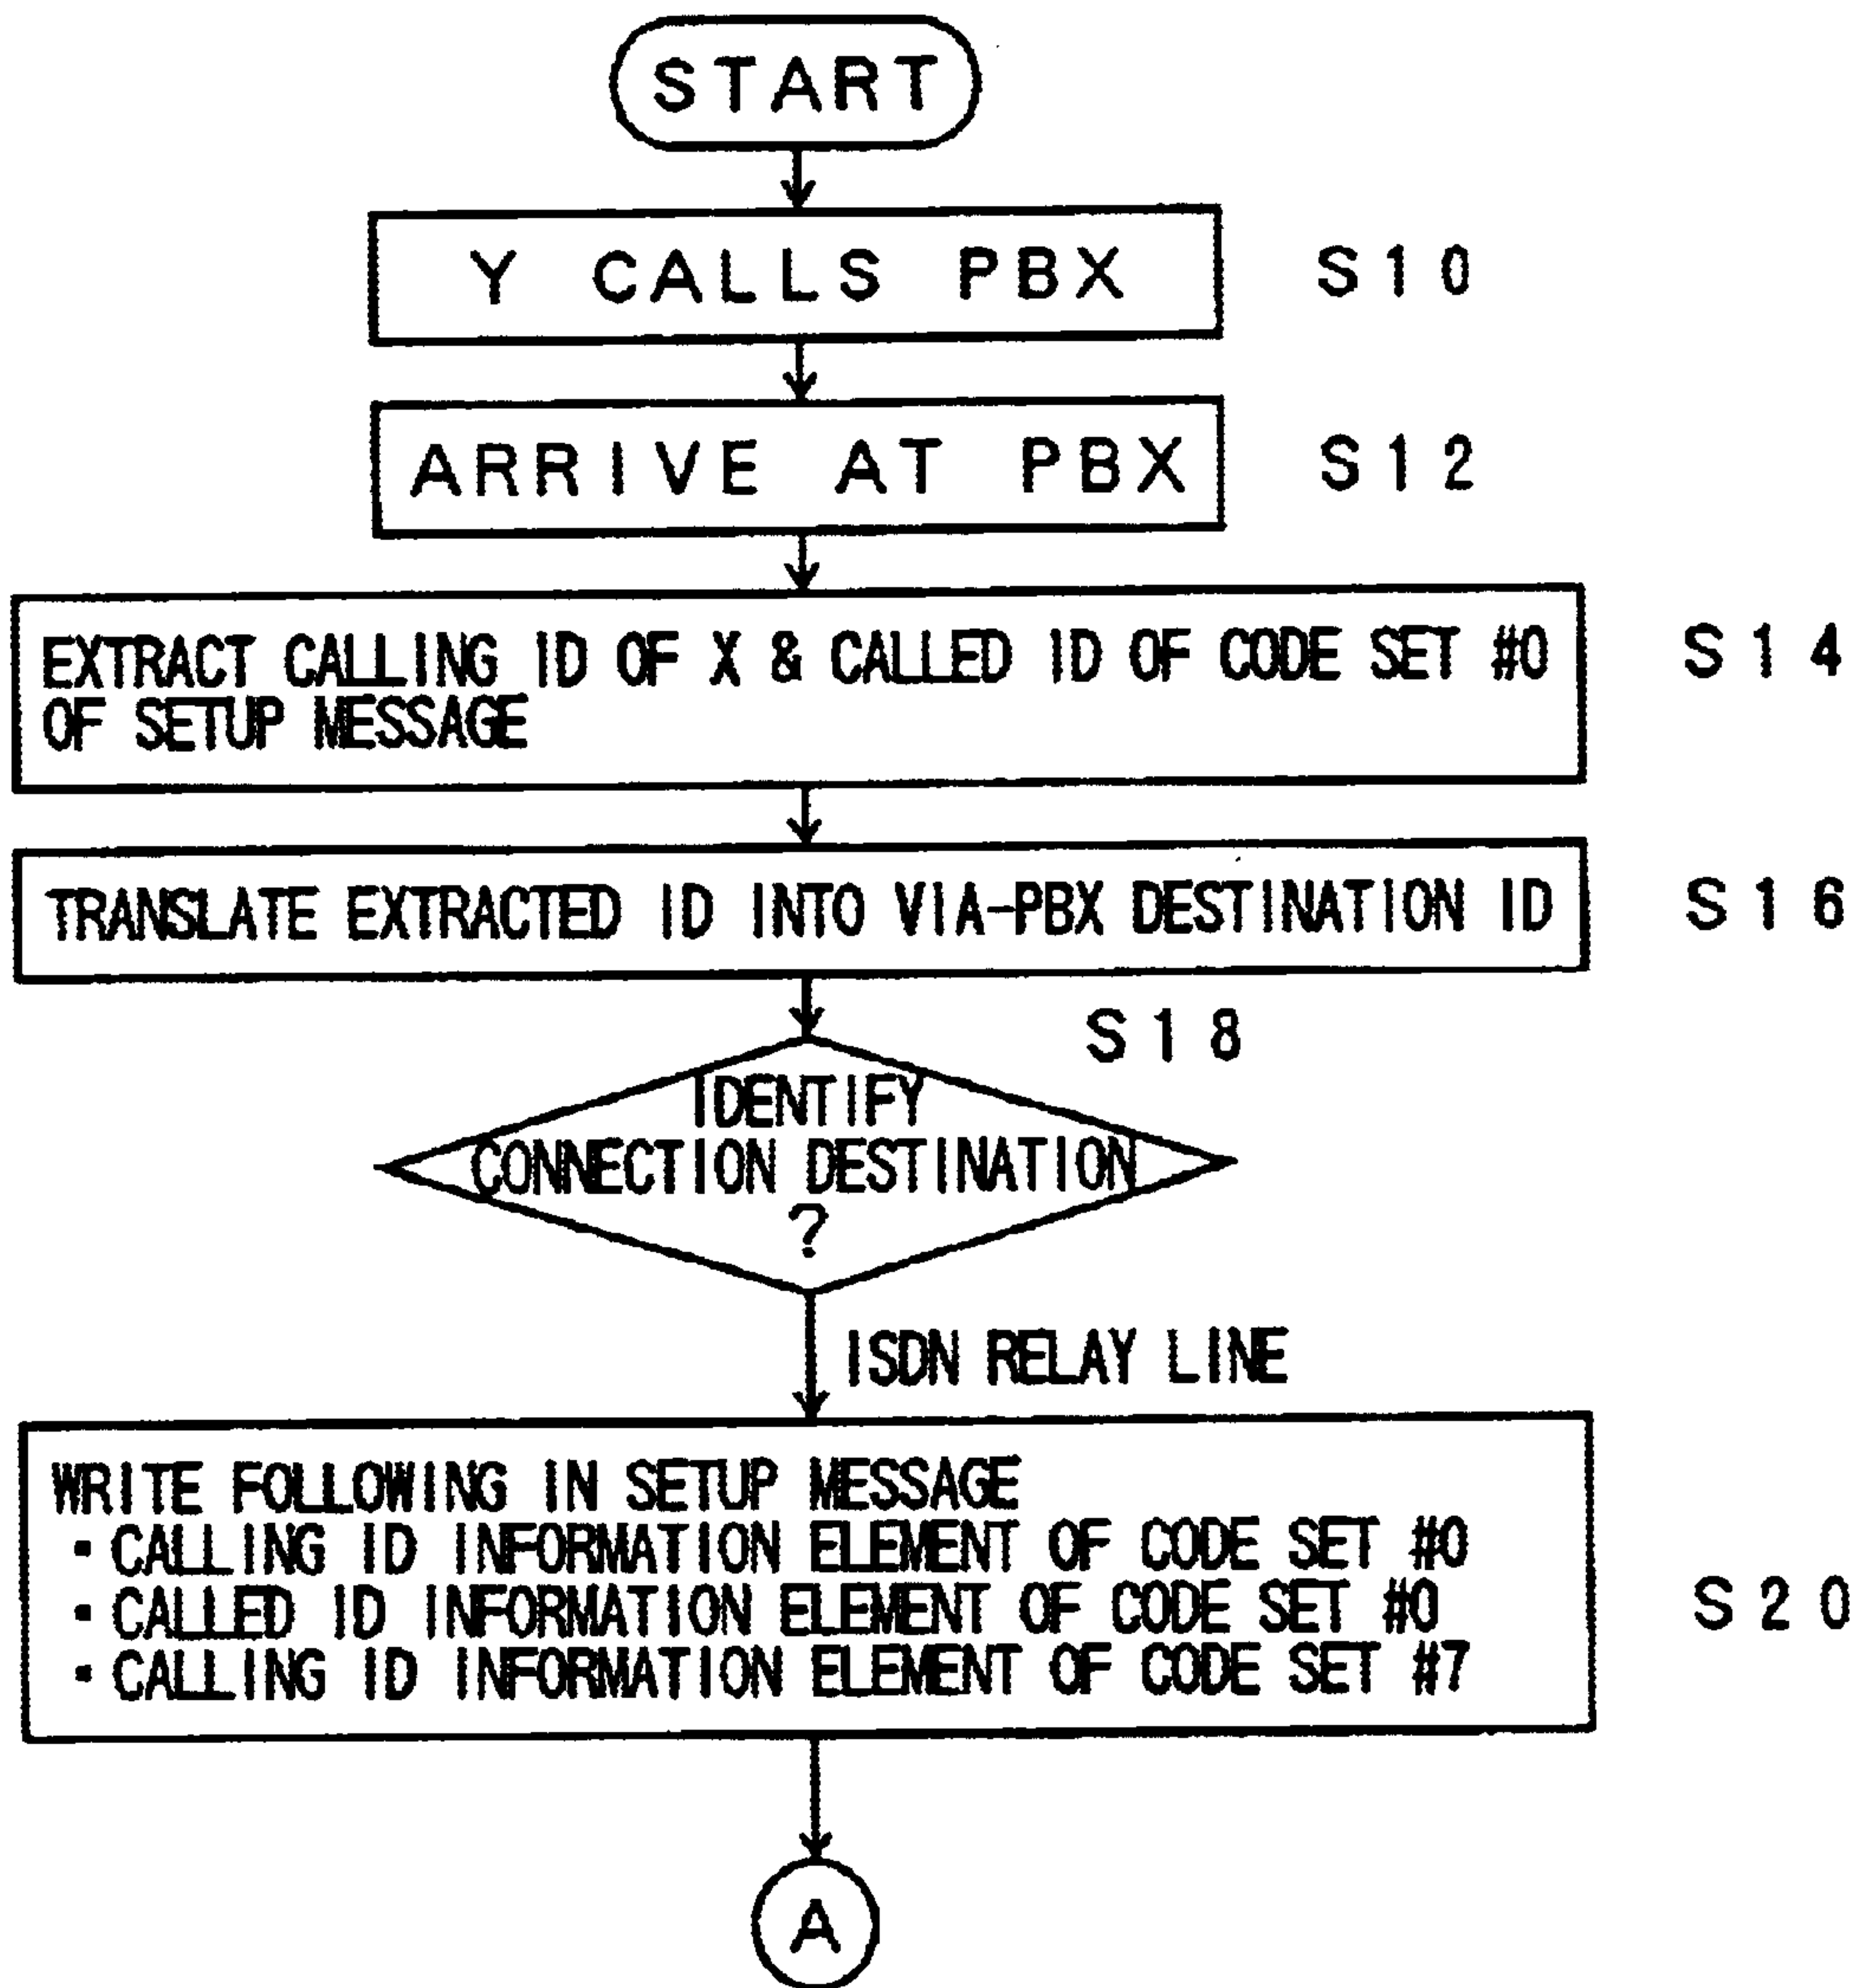 START
Y CALLS PBX S10
ARRIVE AT PBX S12
EXTRACT CALLING ID OF X & CALLED ID OF CODE SET #0
OF SETUP MESSAGE
S14
TRANSLATE EXTRACTED ID INTO VIA-PBX DESTINATION ID S16
S18
IDENTIFY
CONNECTION DESTINATION
?
ISDN RELAY LINE
WRITE FOLLOWING IN SETUP MESSAGE
· CALLING ID INFORMATION ELEMENT OF CODE SET #0
· CALLED ID INFORMATION ELEMENT OF CODE SET #0
· CALLING ID INFORMATION ELEMENT OF CODE SET #7
S20
A